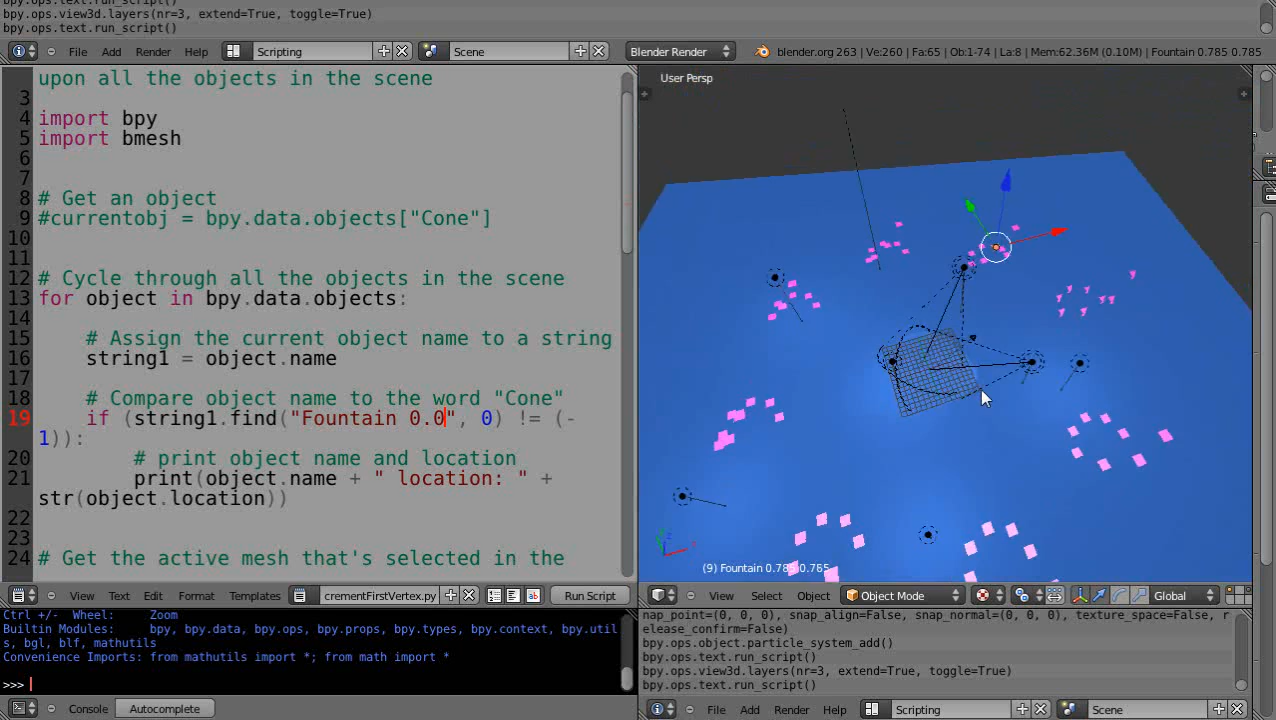 bpy.ops.text.run_script()
bpy.ops.view3d.layers(nr=3, extend=True, toggle=True)
bpy.ops.text.run_script()
File Add Render Help Scripting Scene Blender Render blender.org 263 | Ve:260 | Fa:65 | Ob:1-74 | La:8 | Mem:62.36M (0.10M) | Fountain 0.785 0.785
upon all the objects in the scene
3
4 import bpy
5 import bmesh
6
7
8 # Get an object
9 #currentobj = bpy.data.objects["Cone"]
10
11
12 # Cycle through all the objects in the scene
13 for object in bpy.data.objects:
14
15 # Assign the current object name to a string
16 string1 = object.name
17
18 # Compare object name to the word "Cone"
19 if (string1.find("Fountain 0.0", 0) != (-
1)):
20 # print object name and location
21 print(object.name + " location: " +
str(object.location))
22
23
24 # Get the active mesh that's selected in the
View Text Edit Format Templates crementFirstVertex.py Run Script
User Persp
(9) Fountain 0.785 0.765
View Select Object Object Mode Global
Ctrl +/- Wheel: Zoom
Builtin Modules: bpy, bpy.data, bpy.ops, bpy.props, bpy.types, bpy.context, bpy.util
s, bgl, blf, mathutils
Convenience Imports: from mathutils import *; from math import *
>>>
Console Autocomplete
nap_point=(0, 0, 0), snap_align=False, snap_normal=(0, 0, 0), texture_space=False, r
elease_confirm=False)
bpy.ops.object.particle_system_add()
bpy.ops.text.run_script()
bpy.ops.view3d.layers(nr=3, extend=True, toggle=True)
bpy.ops.text.run_script()
File Add Render Help Scripting Scene